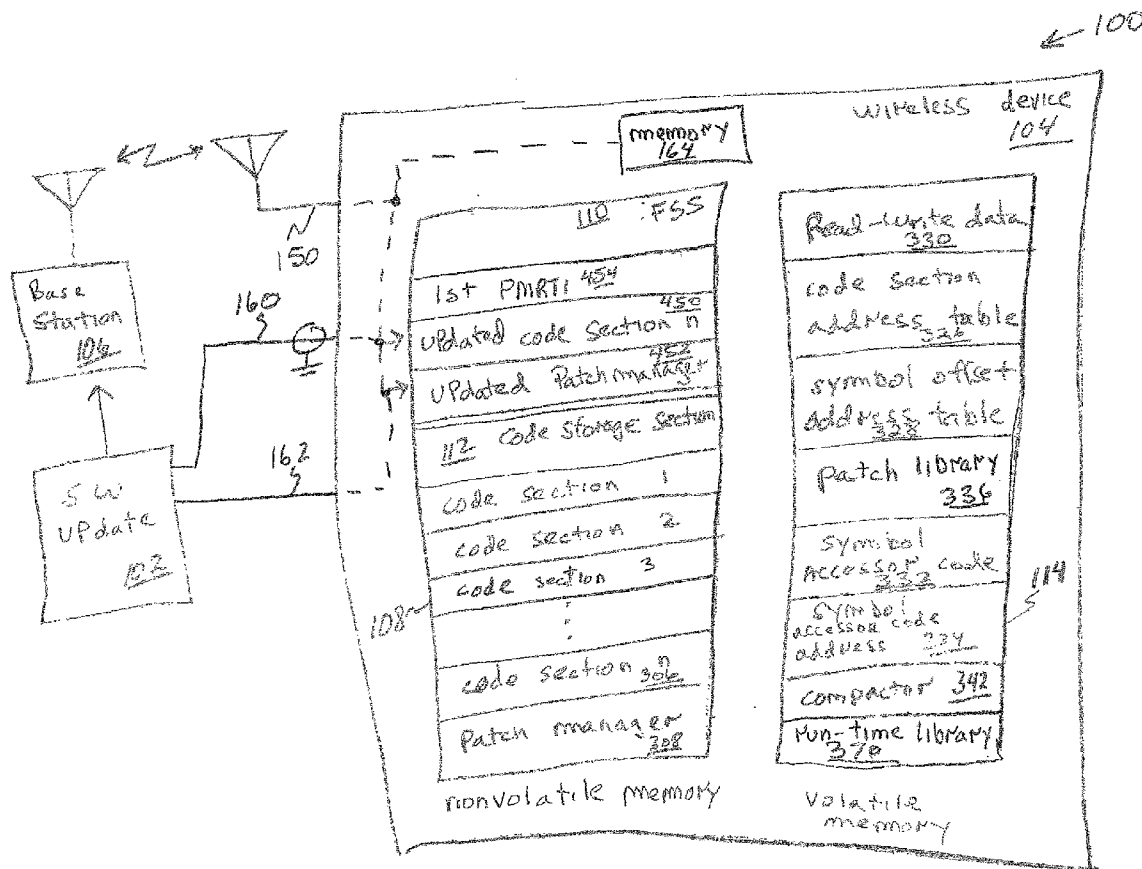 100
wireless device
104
memory
164
110 FSS
150
Base
Station
106
160
1st PMRTI 454
450
updated code section n
452
updated Patch manager
112 code storage section
162
SW
UPdate
102
code section 1
code section 2
code section 3
108
code section n
306
Patch manager
308
nonvolatile memory
Read-write data
330
code section
address table
326
symbol offset
address table
328
patch library
336
symbol
accessor code
332
114
symbol
accessor code
address 334
compactor 342
run-time library
370
volatile
memory